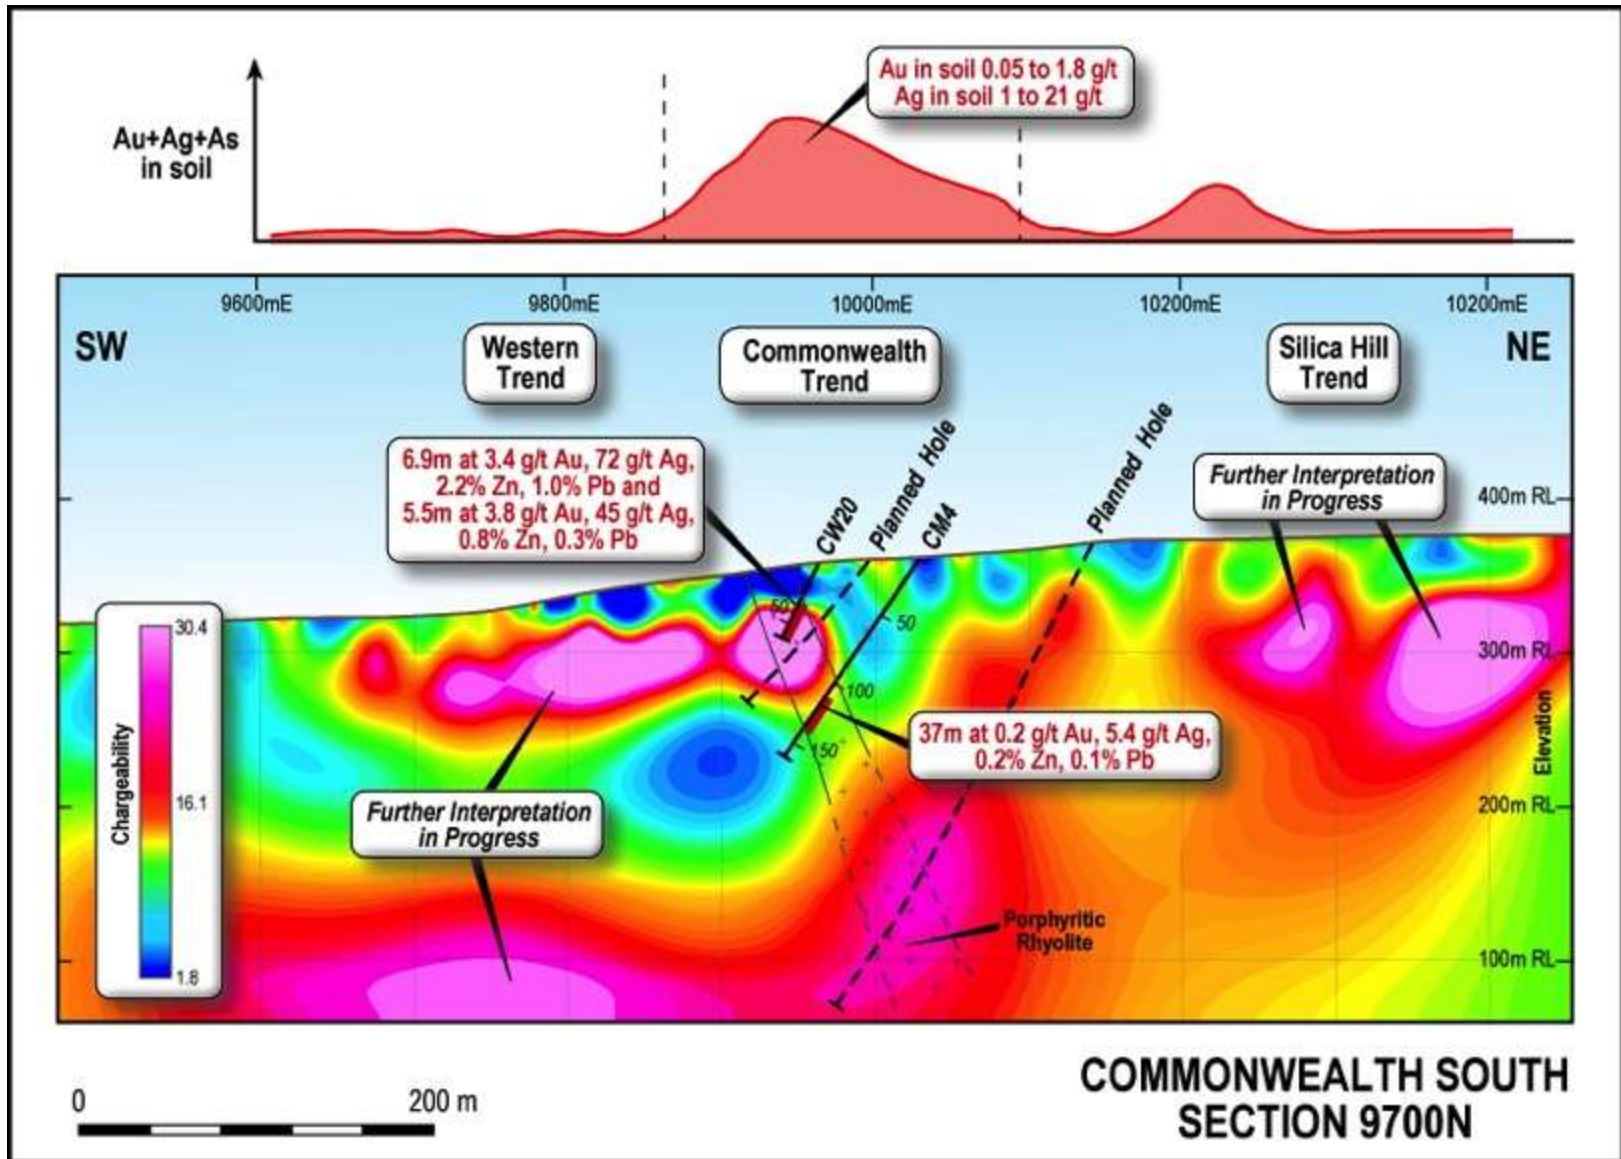 Au in soil 0.05 to 1.8 g/t
Ag in soil 1 to 21 g/t
Au+Ag+As
in soil
9600mE
9800mE
10000mE
10200mE
10200mE
SW
NE
Western
Trend
Commonwealth
Trend
Silica Hill
Trend
6.9m at 3.4 g/t Au, 72 g/t Ag,
2.2% Zn, 1.0% Pb and
5.5m at 3.8 g/t Au, 45 g/t Ag,
0.8% Zn, 0.3% Pb
CW20
Planned Hole
CM4
Planned Hole
Further Interpretation
in Progress
400m RL
300m RL
200m RL
100m RL
Elevation
30.4
16.1
1.8
Chargeability
50
50
100
150
37m at 0.2 g/t Au, 5.4 g/t Ag,
0.2% Zn, 0.1% Pb
Further Interpretation
in Progress
Porphyritic
Rhyolite
0
200 m
COMMONWEALTH SOUTH
SECTION 9700N